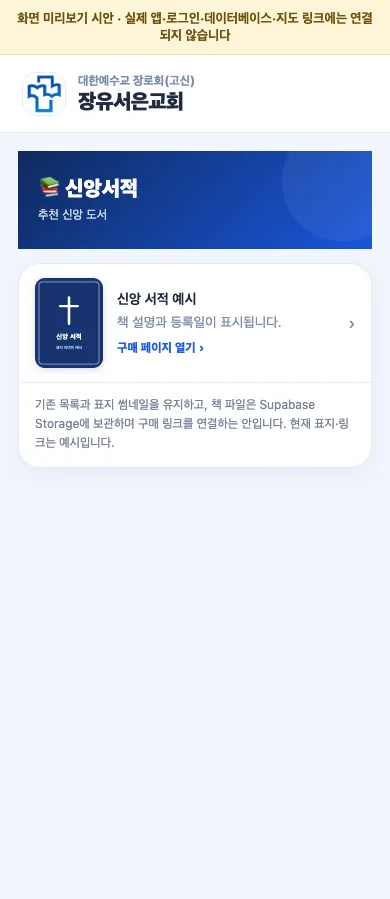 화면 미리보기 시안 · 실제 앱·로그인·데이터베이스·지도 링크에는 연결
되지 않습니다
대한예수교 장로회(고신)
장유서은교회
📚 신앙서적
추천 신앙 도서
신앙 서적
표지 이미지 예시
신앙 서적 예시
책 설명과 등록일이 표시됩니다.
구매 페이지 열기 ›
›
기존 목록과 표지 썸네일을 유지하고, 책 파일은 Supabase
Storage에 보관하며 구매 링크를 연결하는 안입니다. 현재 표지·링
크는 예시입니다.